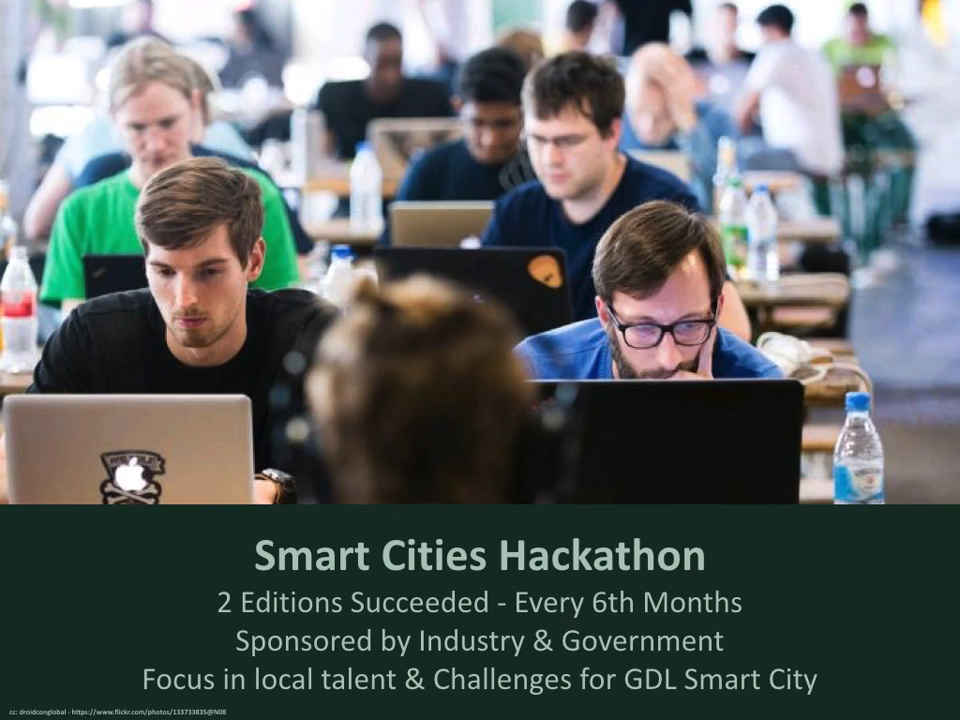 Smart Cities Hackathon
2 Editions Succeeded - Every 6th Months
Sponsored by Industry & Government
Focus in local talent & Challenges for GDL Smart City
cc: droidconglobal - https://www.flickr.com/photos/133733835@N08